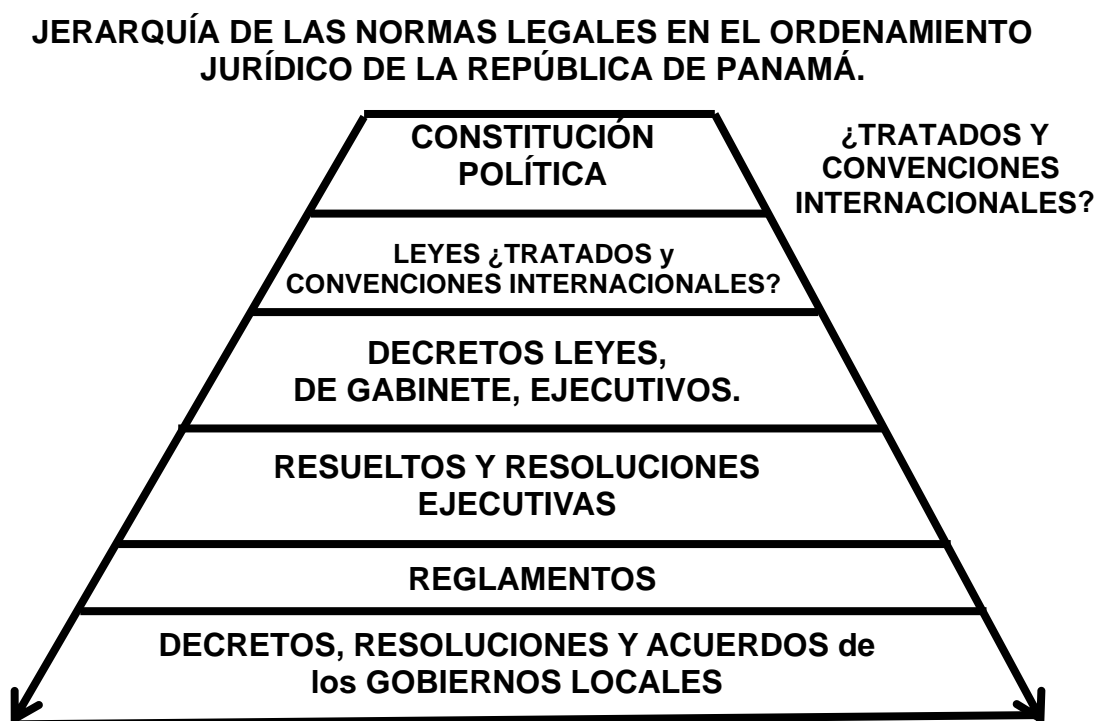 JERARQUÍA DE LAS NORMAS LEGALES EN EL ORDENAMIENTO
JURÍDICO DE LA REPÚBLICA DE PANAMÁ.
CONSTITUCIÓN
POLÍTICA
¿TRATADOS Y
CONVENCIONES
INTERNACIONALES?
LEYES ¿TRATADOS y
CONVENCIONES INTERNACIONALES?
DECRETOS LEYES,
DE GABINETE, EJECUTIVOS.
RESUELTOS Y RESOLUCIONES
EJECUTIVAS
REGLAMENTOS
DECRETOS, RESOLUCIONES Y ACUERDOS de
los GOBIERNOS LOCALES